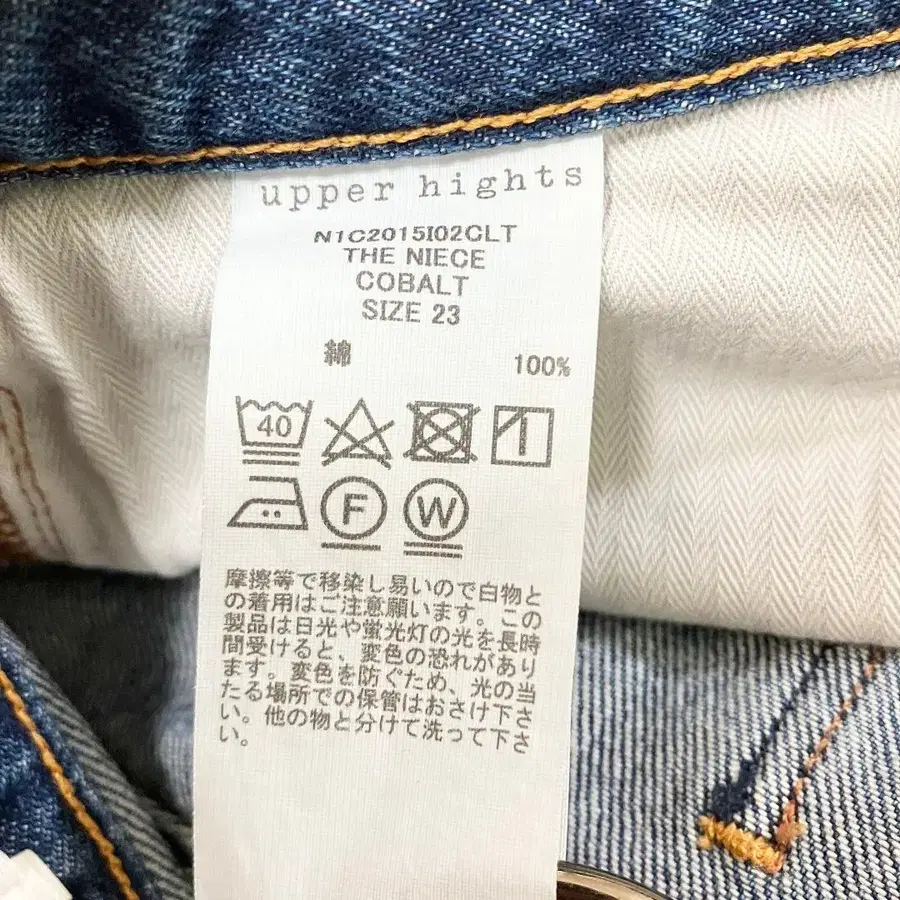 upper hights
N1C2015I02CLT
THE NIECE
COBALT
SIZE 23
綿 100%
40
F W
摩擦等で移染し易いので白物と
の着用はご注意願います。この
製品は日光や蛍光灯の光を長時
間受けると、変色の恐れがあり
ます。変色を防ぐため、光の当
たる場所での保管はおさけ下さ
い。他の物と分けて洗って下さ
い。